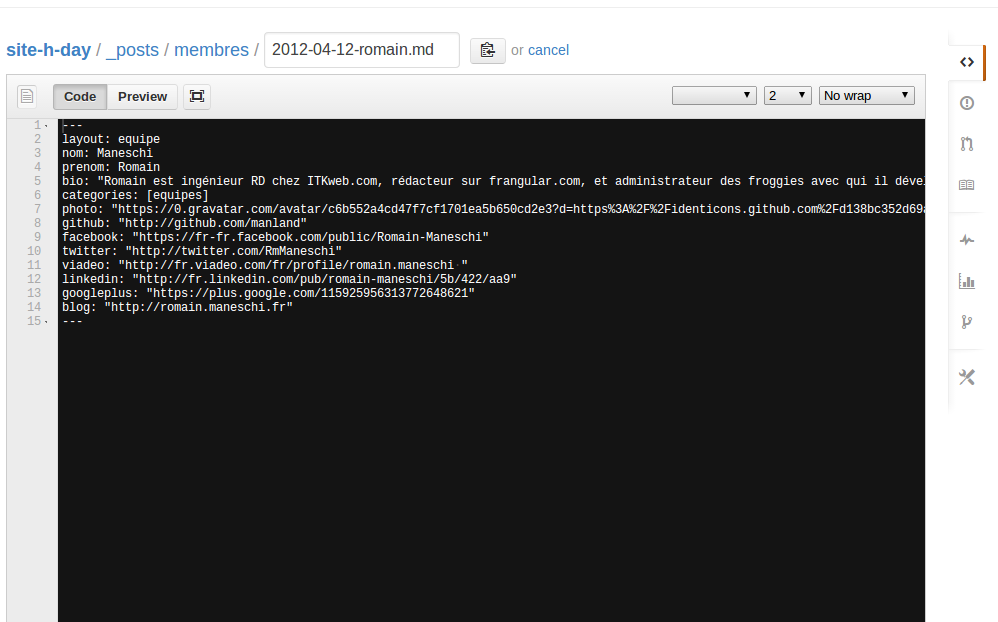 site-h-day / _posts / membres / 2012-04-12-romain.md or cancel
Code Preview 2 No wrap
1 ---
2 layout: equipe
3 nom: Maneschi
4 prenom: Romain
5 bio: "Romain est ingénieur RD chez ITKweb.com, rédacteur sur frangular.com, et administrateur des froggies avec qui il déve
6 categories: [equipes]
7 photo: "https://0.gravatar.com/avatar/c6b552a4cd47f7cf1701ea5b650cd2e3?d=https%3A%2F%2Fidenticons.github.com%2Fd138bc352d69a
8 github: "http://github.com/manland"
9 facebook: "https://fr-fr.facebook.com/public/Romain-Maneschi"
10 twitter: "http://twitter.com/RmManeschi"
11 viadeo: "http://fr.viadeo.com/fr/profile/romain.maneschi "
12 linkedin: "http://fr.linkedin.com/pub/romain-maneschi/5b/422/aa9"
13 googleplus: "https://plus.google.com/115925956313772648621"
14 blog: "http://romain.maneschi.fr"
15 ---